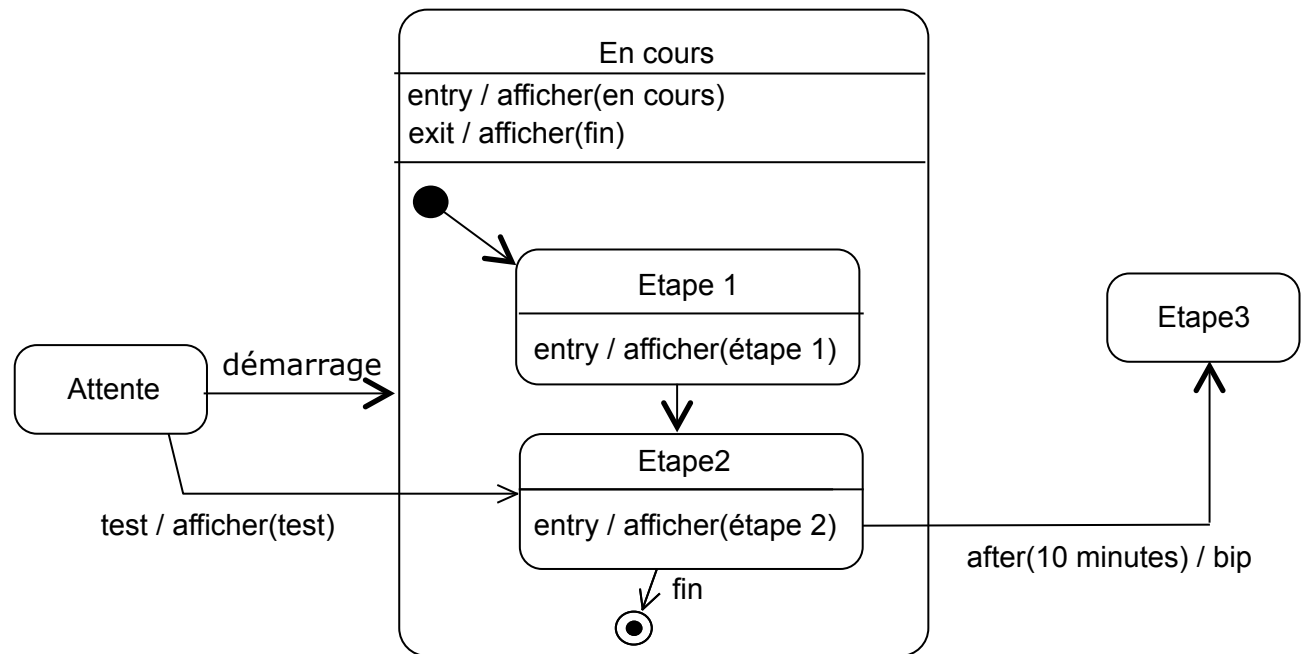 En cours
entry / afficher(en cours)
exit / afficher(fin)
Etape 1
entry / afficher(étape 1)
Etape3
démarrage
Attente
Etape2
test / afficher(test)
entry / afficher(étape 2)
after(10 minutes) / bip
fin